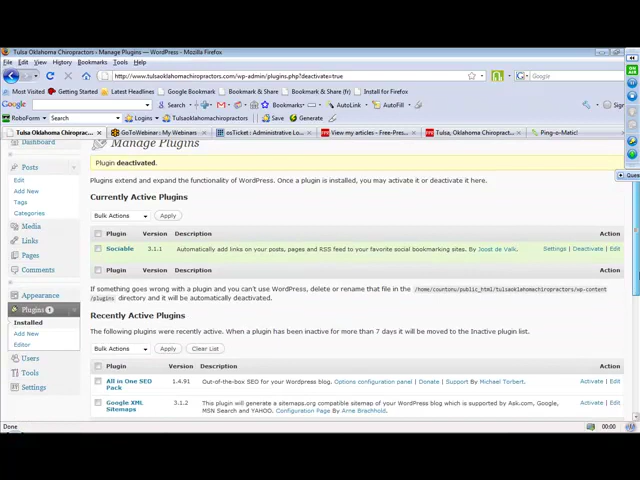 Tulsa Oklahoma Chiropractors › Manage Plugins — WordPress - Mozilla Firefox
File Edit View History Bookmarks Tools Help
http://www.tulsaoklahomachiropractors.com/wp-admin/plugins.php?deactivate=true
Google
Most Visited Getting Started Latest Headlines Google Bookmark & Share Bookmark & Share Install for Firefox
Google Search Bookmarks AutoLink AutoFill
RoboForm Logins Save Generate
Tulsa Oklahoma Chiropract... GoToWebinar : My Webinars osTicket : Administrative Lo... View my articles - Free-Pres... Tulsa, Oklahoma Chiropract... Ping-o-Matic!
Dashboard
Manage Plugins
Plugin deactivated.
Posts
Edit
Add New
Tags
Categories
Media
Links
Pages
Comments
Appearance
Plugins 1
Installed
Add New
Editor
Users
Tools
Settings
Plugins extend and expand the functionality of WordPress. Once a plugin is installed, you may activate it or deactivate it here.
Currently Active Plugins
Bulk Actions Apply
Plugin Version Description Action
Sociable 3.1.1 Automatically add links on your posts, pages and RSS feed to your favorite social bookmarking sites. By Joost de Valk. Settings | Deactivate | Edit
If something goes wrong with a plugin and you can't use WordPress, delete or rename that file in the /home/countoru/public_html/tulsaoklahomachiropractors/wp-content
/plugins directory and it will be automatically deactivated.
Recently Active Plugins
The following plugins were recently active. When a plugin has been inactive for more than 7 days it will be moved to the Inactive plugin list.
Bulk Actions Apply Clear List
Plugin Version Description Action
All in One SEO
Pack 1.4.91 Out-of-the-box SEO for your Wordpress blog. Options configuration panel | Donate | Support By Michael Torbert. Activate | Edit
Google XML
Sitemaps 3.1.2 This plugin will generate a sitemaps.org compatible sitemap of your WordPress blog which is supported by Ask.com, Google,
MSN Search and YAHOO. Configuration Page By Arne Brachhold. Activate | Edit
Done
00:00